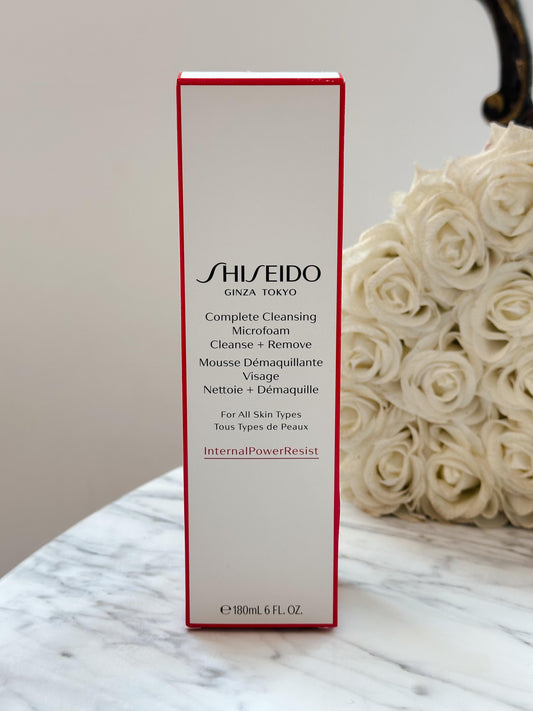 SHISEIDO
GINZA TOKYO
Complete Cleansing
Microfoam
Cleanse + Remove
Mousse Démaquillante
Visage
Nettoie + Démaquille
For All Skin Types
Tous Types de Peaux
InternalPowerResist
℮180mL 6 FL. OZ.